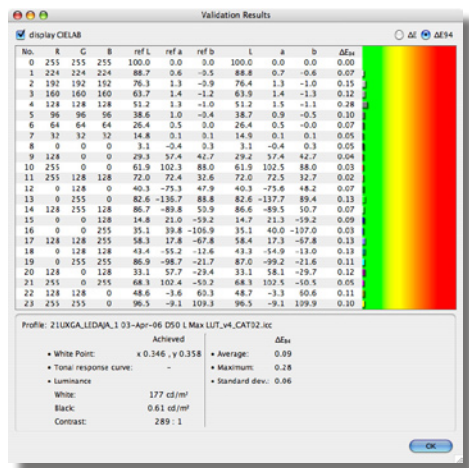 Validation Results
display CIELAB ΔE ΔE94
No. R G B ref L ref a ref b L a b ΔE94
0 255 255 255 100.0 0.0 0.0 100.0 0.0 0.0 0.00
1 224 224 224 88.7 0.6 -0.5 88.8 0.7 -0.6 0.07
2 192 192 192 76.3 1.3 -0.9 76.4 1.3 -1.0 0.15
3 160 160 160 63.7 1.4 -1.2 63.9 1.4 -1.3 0.12
4 128 128 128 51.2 1.3 -1.0 51.2 1.5 -1.1 0.28
5 96 96 96 38.6 1.0 -0.4 38.7 0.9 -0.5 0.10
6 64 64 64 26.4 0.5 0.0 26.4 0.5 -0.0 0.07
7 32 32 32 14.8 0.1 0.1 14.9 0.1 0.1 0.05
8 0 0 0 3.1 -0.4 0.3 3.1 -0.4 0.3 0.05
9 128 0 0 29.3 57.4 42.7 29.2 57.4 42.7 0.04
10 255 0 0 61.9 102.3 88.0 61.9 102.5 88.0 0.03
11 255 128 128 72.0 72.4 32.6 72.0 72.5 32.7 0.02
12 0 128 0 40.3 -75.3 47.9 40.3 -75.6 48.2 0.07
13 0 255 0 82.6 -136.7 88.8 82.6 -137.7 89.4 0.13
14 128 255 128 86.7 -89.8 50.9 86.6 -89.5 50.7 0.07
15 0 0 128 14.8 21.0 -59.2 14.7 21.3 -59.2 0.09
16 0 0 255 35.1 39.8 -106.9 35.1 40.0 -107.0 0.03
17 128 128 255 58.3 17.8 -67.8 58.4 17.3 -67.8 0.13
18 0 128 128 43.4 -55.2 -12.6 43.3 -54.9 -13.0 0.13
19 0 255 255 86.9 -98.7 -21.7 87.0 -99.2 -21.6 0.11
20 128 0 128 33.1 57.7 -29.4 33.1 58.1 -29.7 0.12
21 255 0 255 68.3 102.4 -50.2 68.3 102.5 -50.5 0.05
22 128 128 0 48.6 -3.6 60.3 48.7 -3.3 60.6 0.11
23 255 255 0 96.5 -9.1 109.3 96.5 -9.1 109.9 0.10
Profile: 21UXGA_LEDAJA_1 03-Apr-06 D50 L Max LUT_v4_CAT02.icc
Achieved ΔE94
• White Point: x 0.346 , y 0.358 • Average: 0.09
• Tonal response curve: – • Maximum: 0.28
• Luminance • Standard dev.: 0.06
White: 177 cd/m²
Black: 0.61 cd/m²
Contrast: 289 : 1
OK